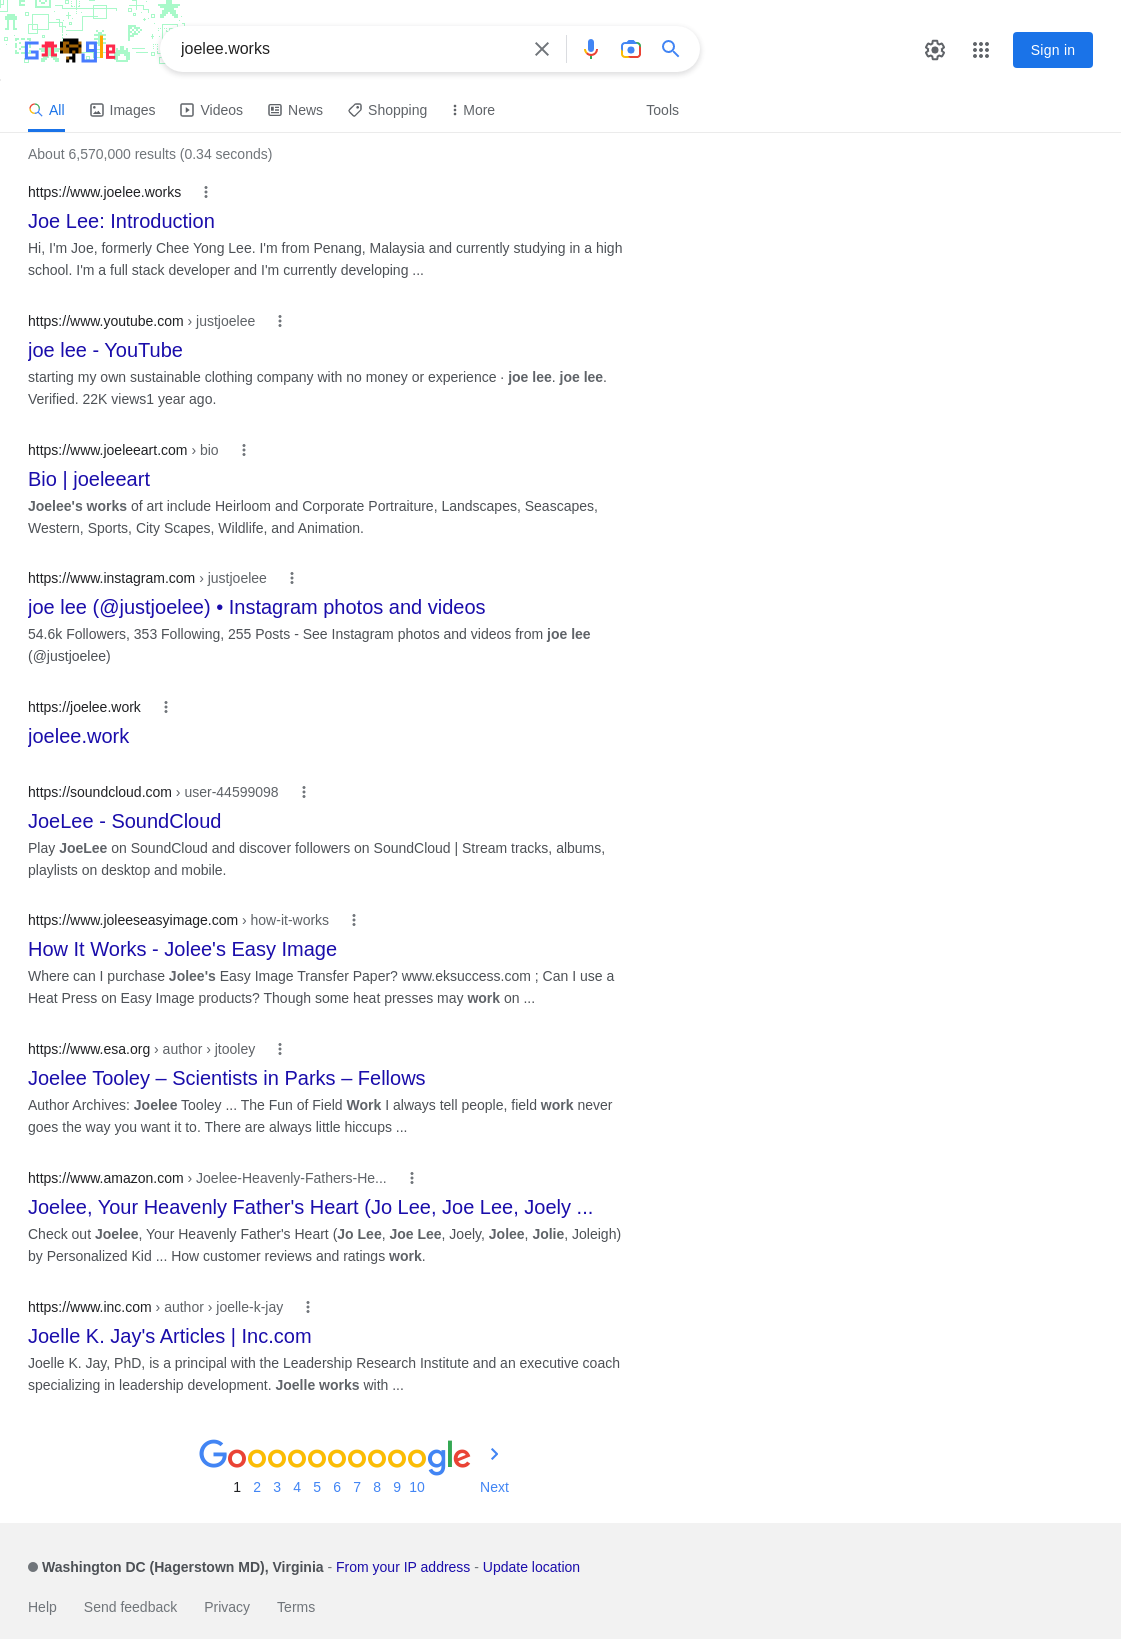 Google
joelee.works
Sign in
All
Images
Videos
News
Shopping
More
Tools
About 6,570,000 results (0.34 seconds)
https://www.joelee.works
Joe Lee: Introduction
Hi, I'm Joe, formerly Chee Yong Lee. I'm from Penang, Malaysia and currently studying in a high
school. I'm a full stack developer and I'm currently developing ...
https://www.youtube.com › justjoelee
joe lee - YouTube
starting my own sustainable clothing company with no money or experience · joe lee. joe lee.
Verified. 22K views1 year ago.
https://www.joeleeart.com › bio
Bio | joeleeart
Joelee's works of art include Heirloom and Corporate Portraiture, Landscapes, Seascapes,
Western, Sports, City Scapes, Wildlife, and Animation.
https://www.instagram.com › justjoelee
joe lee (@justjoelee) • Instagram photos and videos
54.6k Followers, 353 Following, 255 Posts - See Instagram photos and videos from joe lee
(@justjoelee)
https://joelee.work
joelee.work
https://soundcloud.com › user-44599098
JoeLee - SoundCloud
Play JoeLee on SoundCloud and discover followers on SoundCloud | Stream tracks, albums,
playlists on desktop and mobile.
https://www.joleeseasyimage.com › how-it-works
How It Works - Jolee's Easy Image
Where can I purchase Jolee's Easy Image Transfer Paper? www.eksuccess.com ; Can I use a
Heat Press on Easy Image products? Though some heat presses may work on ...
https://www.esa.org › author › jtooley
Joelee Tooley – Scientists in Parks – Fellows
Author Archives: Joelee Tooley ... The Fun of Field Work I always tell people, field work never
goes the way you want it to. There are always little hiccups ...
https://www.amazon.com › Joelee-Heavenly-Fathers-He...
Joelee, Your Heavenly Father's Heart (Jo Lee, Joe Lee, Joely ...
Check out Joelee, Your Heavenly Father's Heart (Jo Lee, Joe Lee, Joely, Jolee, Jolie, Joleigh)
by Personalized Kid ... How customer reviews and ratings work.
https://www.inc.com › author › joelle-k-jay
Joelle K. Jay's Articles | Inc.com
Joelle K. Jay, PhD, is a principal with the Leadership Research Institute and an executive coach
specializing in leadership development. Joelle works with ...
Goooooooooogle
1 2 3 4 5 6 7 8 9 10 Next
Washington DC (Hagerstown MD), Virginia - From your IP address - Update location
Help Send feedback Privacy Terms